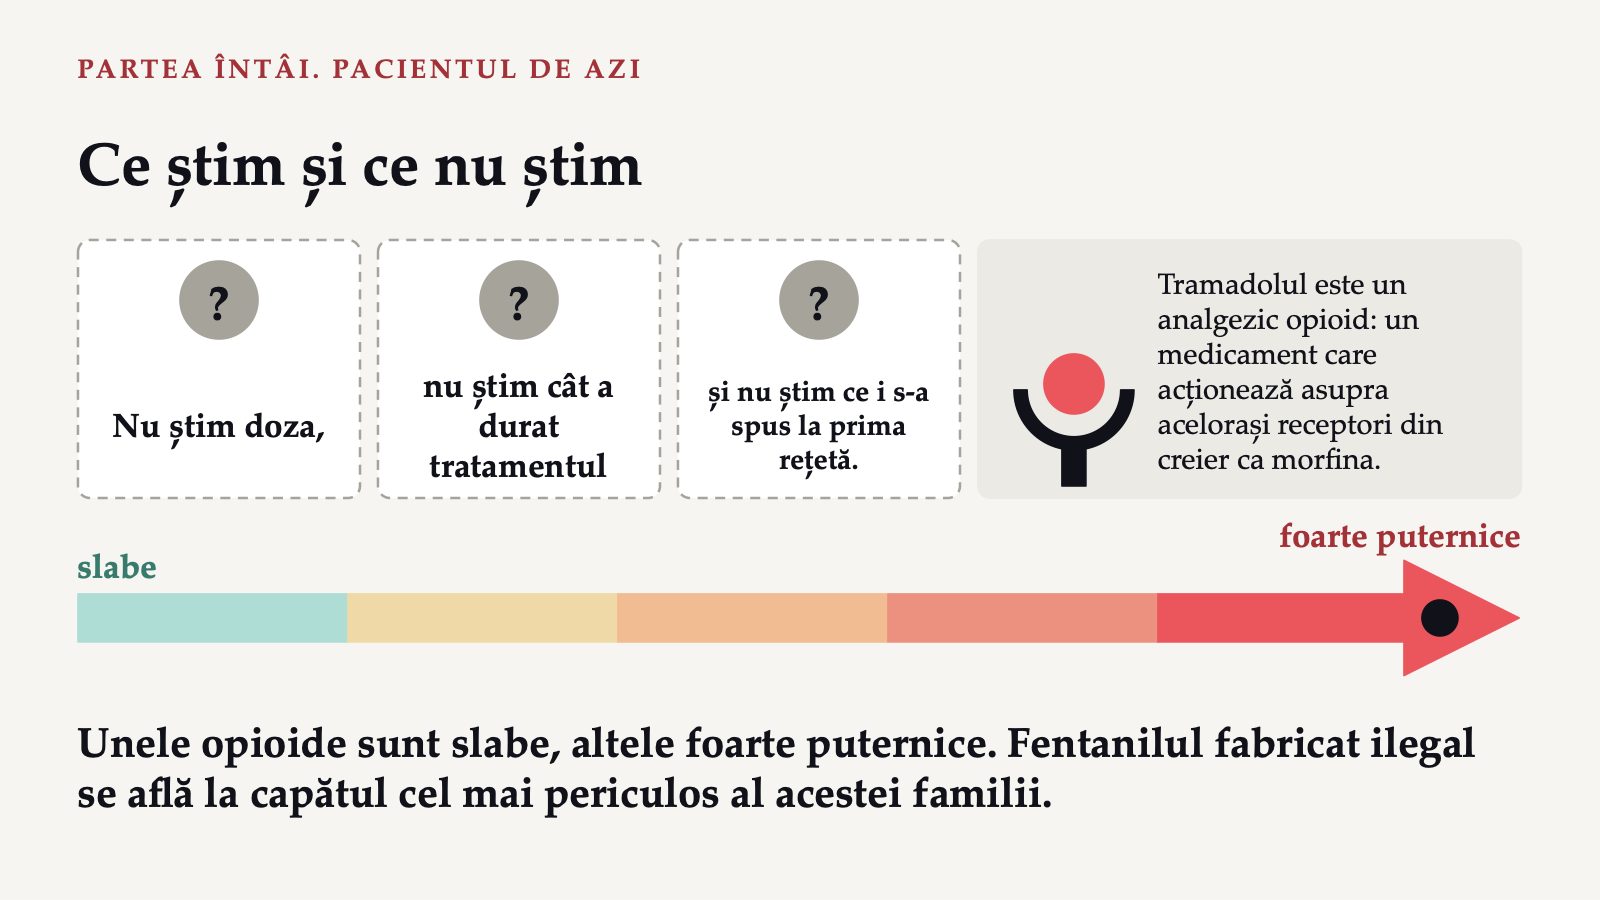 PARTEA ÎNTÂI. PACIENTUL DE AZI
Ce știm și ce nu știm
?
Nu știm doza,
?
nu știm cât a
durat
tratamentul
?
și nu știm ce i s-a
spus la prima
rețetă.
Tramadolul este un
analgezic opioid: un
medicament care
acționează asupra
acelorași receptori din
creier ca morfina.
slabe
foarte puternice
Unele opioide sunt slabe, altele foarte puternice. Fentanilul fabricat ilegal
se află la capătul cel mai periculos al acestei familii.